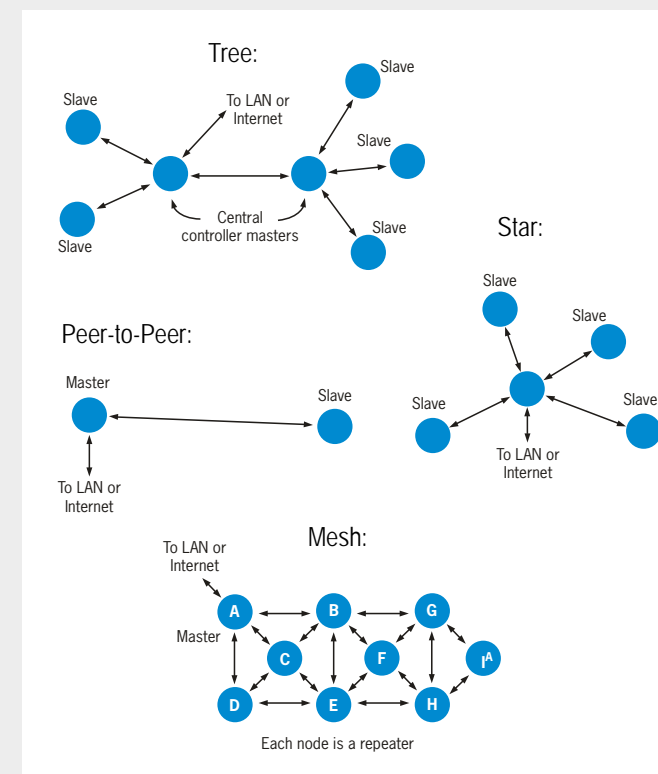 Tree:
Slave
Slave
To LAN or
Internet
Slave
Slave
Central
controller masters
Slave
Star:
Slave
Slave
Slave
Slave
To LAN or
Internet
Peer-to-Peer:
Master
Slave
To LAN or
Internet
Mesh:
To LAN or
Internet
A
B
G
Master
C
F
IA
D
E
H
Each node is a repeater